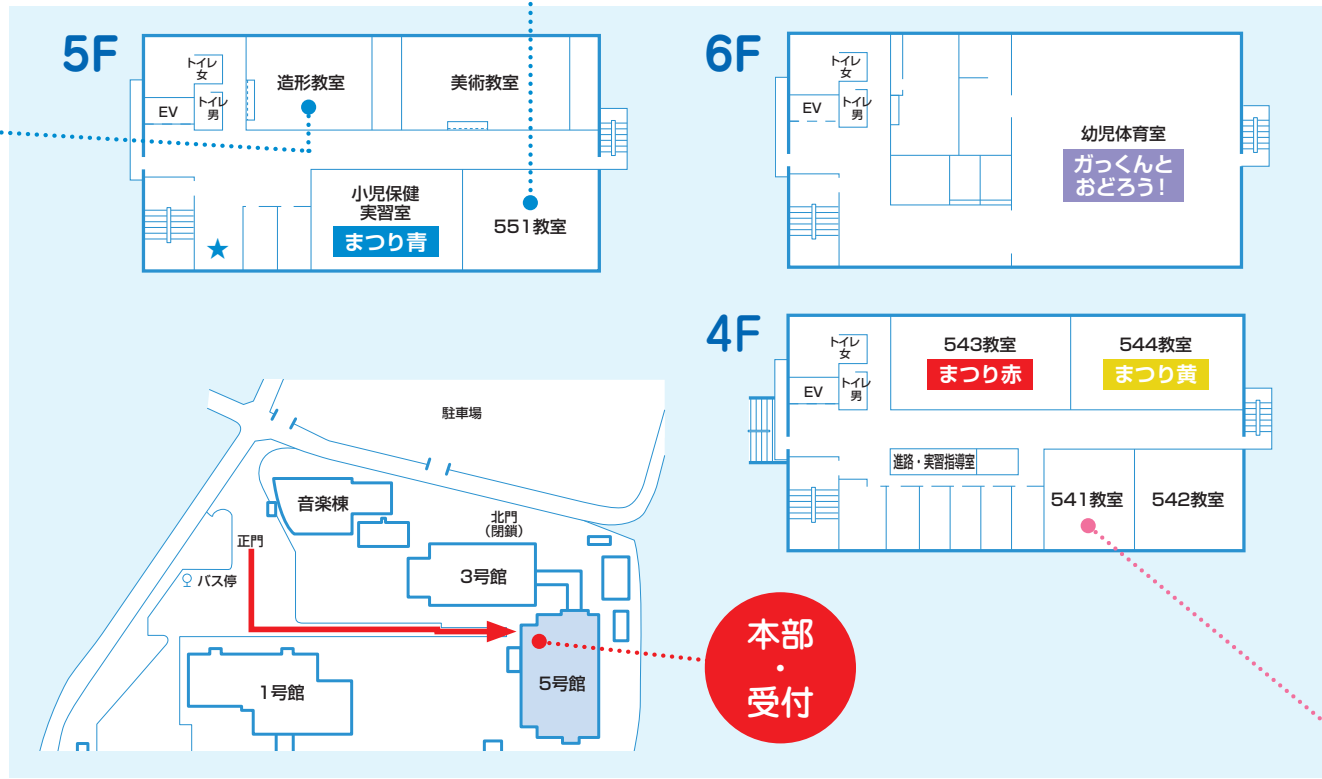 5F
トイレ
女
EV
トイレ
男
造形教室
美術教室
小児保健
実習室
まつり青
551教室
6F
トイレ
女
EV
トイレ
男
幼児体育室
ガっくんと
おどろう!
4F
トイレ
女
EV
トイレ
男
543教室
まつり赤
544教室
まつり黄
進路・実習指導室
541教室
542教室
駐車場
音楽棟
北門
(閉鎖)
正門
バス停
3号館
1号館
5号館
本部
・
受付